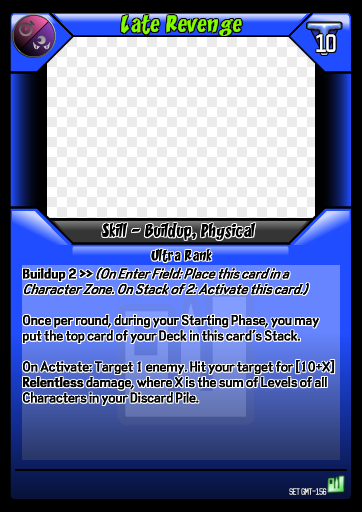 Late Revenge
10
Skill - Buildup, Physical
Ultra Rank
Buildup 2 >> (On Enter Field: Place this card in a
Character Zone. On Stack of 2: Activate this card.)
Once per round, during your Starting Phase, you may
put the top card of your Deck in this card's Stack.
On Activate: Target 1 enemy. Hit your target for [10+X]
Relentless damage, where X is the sum of Levels of all
Characters in your Discard Pile.
SET GMT-156